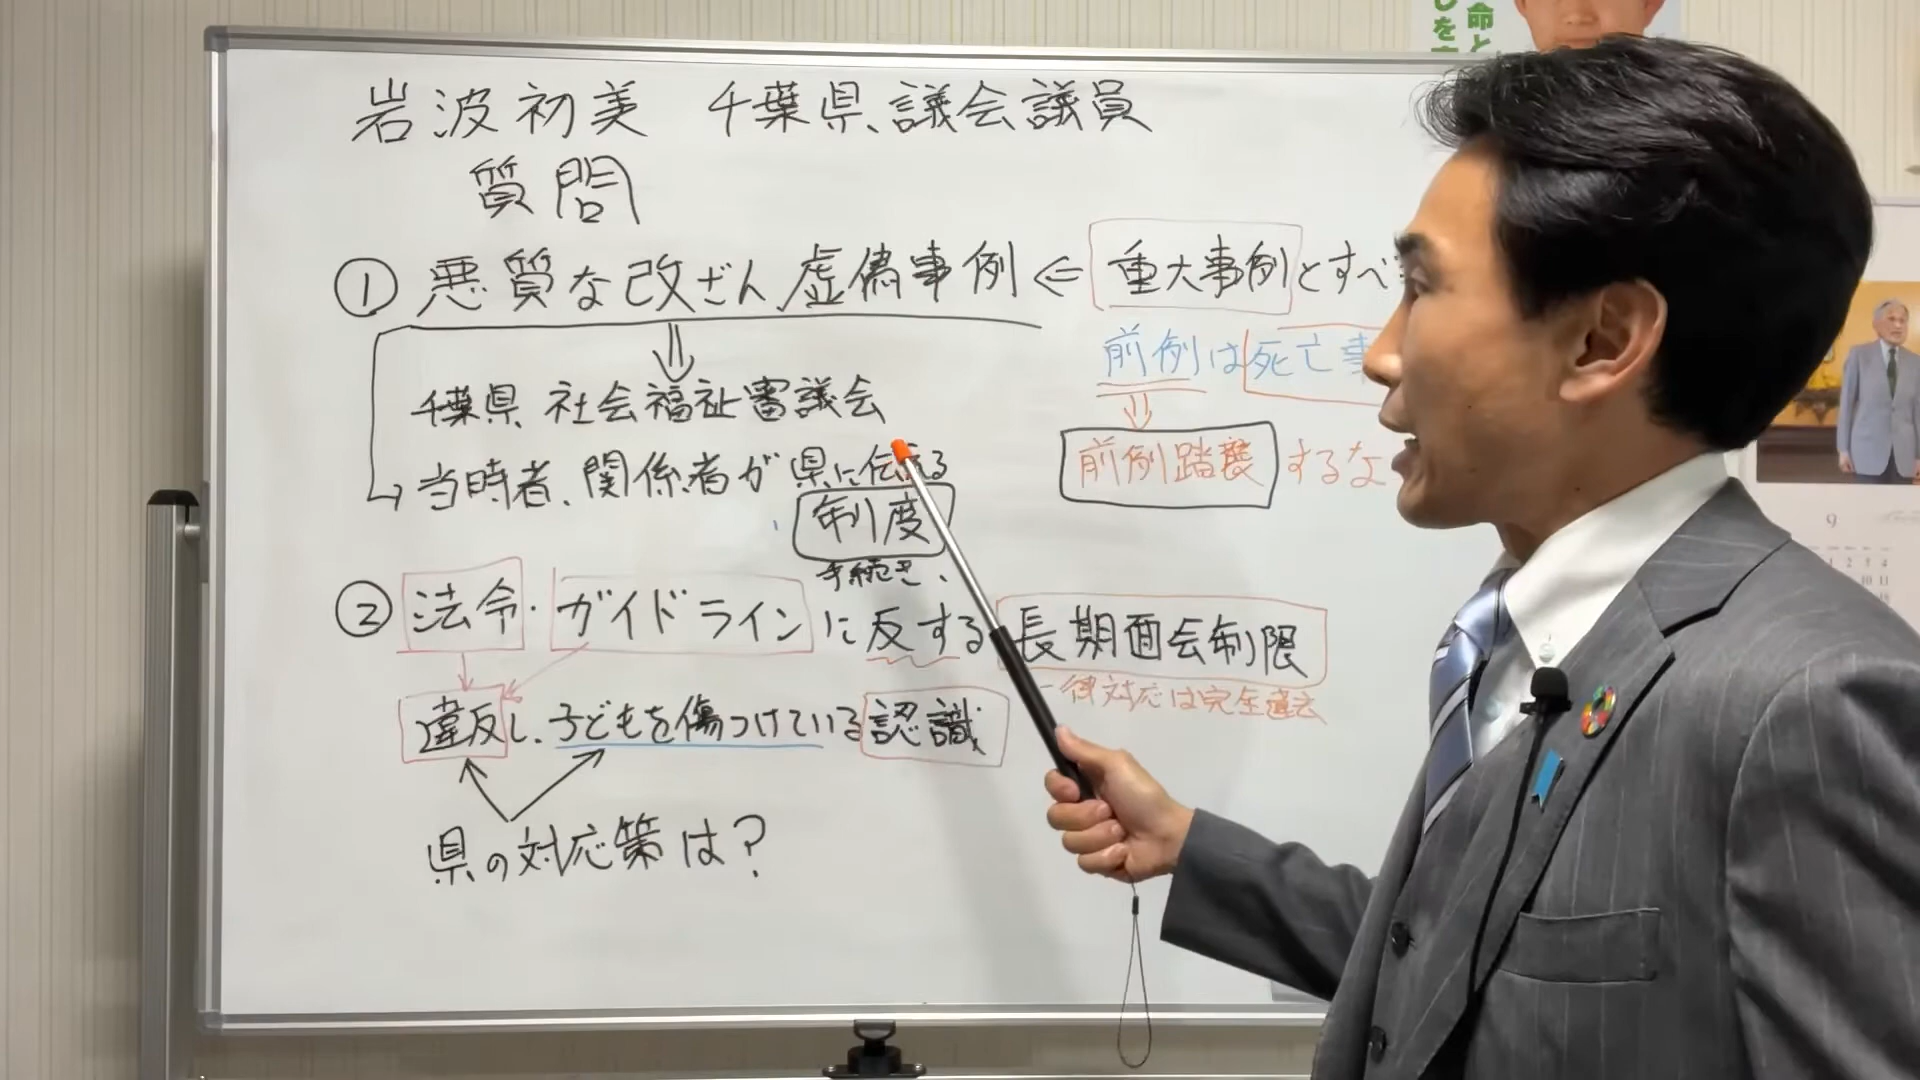 岩波初美 千葉県議会議員
質問
① 悪質な改ざん虚偽事例 ⇐ 重大事例とすべ
前例は死亡事
⇓
前例踏襲するな
⇓
千葉県 社会福祉審議会
→ 当時者、関係者が県に伝える
制度
手続き、
② 法令・ガイドラインに反する長期面会制限
一律対応は完全違法
違反し、子どもを傷つけている認識
県の対応策は?
命と
しを
9